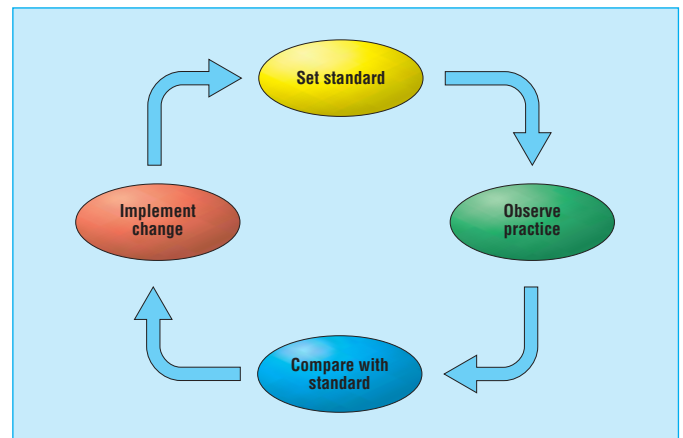 Set standard
Observe
practice
Compare with
standard
Implement
change